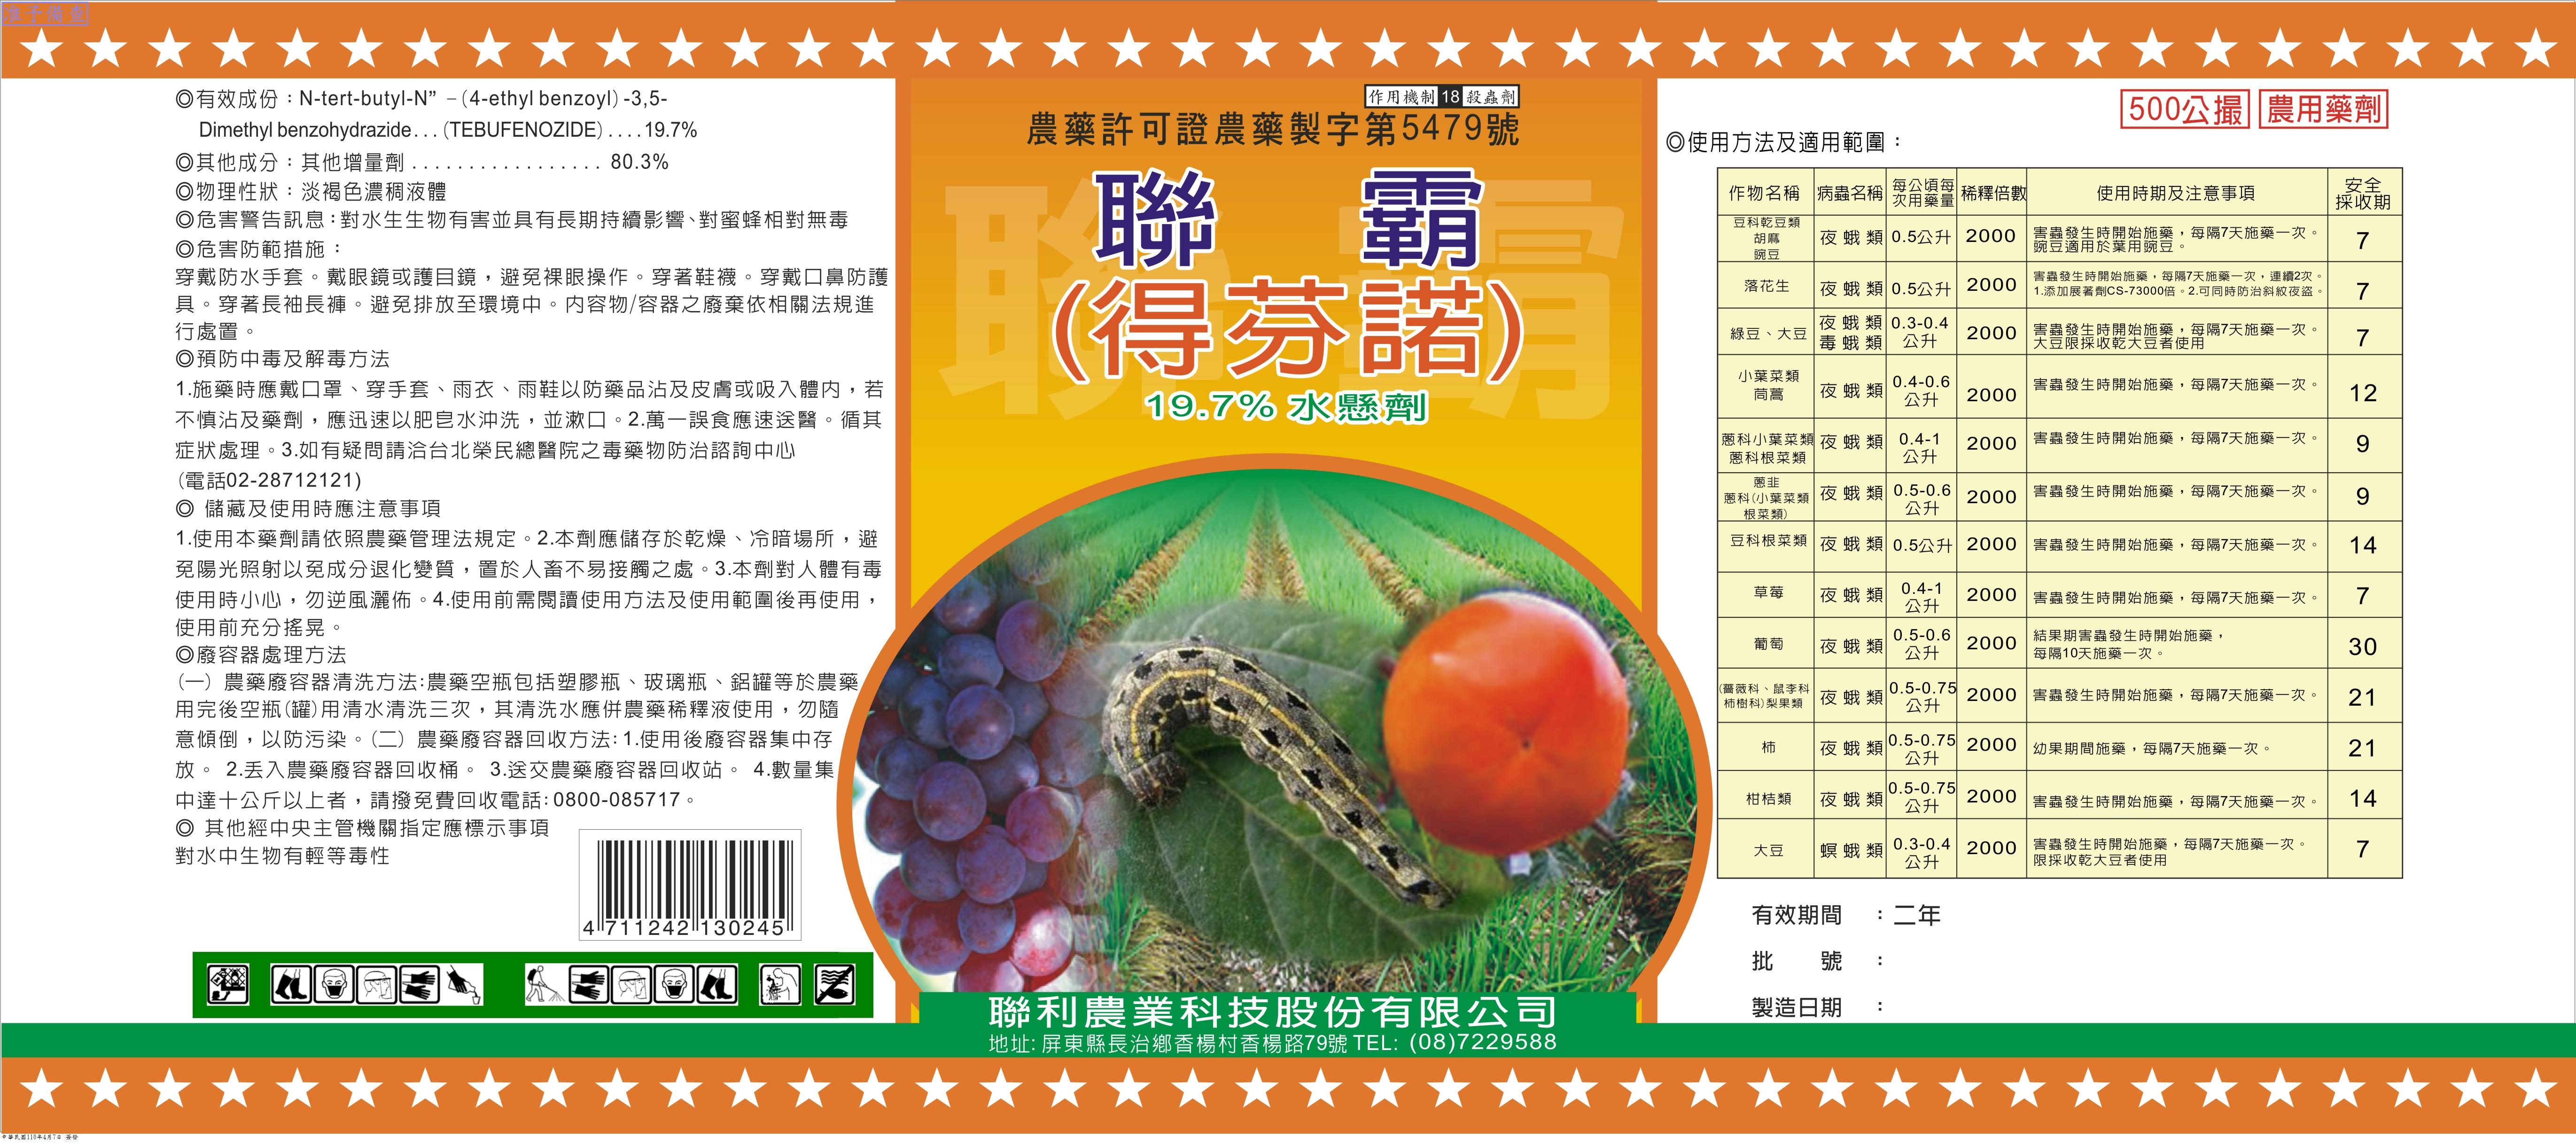 准予備查
◎有效成份：N-tert-butyl-N” –(4-ethyl benzoyl) -3,5-
Dimethyl benzohydrazide...(TEBUFENOZIDE)....19.7%
◎其他成分：其他增量劑 .................. 80.3%
◎物理性狀：淡褐色濃稠液體
◎危害警告訊息：對水生生物有害並具有長期持續影響、對蜜蜂相對無毒
◎危害防範措施：
穿戴防水手套。戴眼鏡或護目鏡，避免裸眼操作。穿著鞋襪。穿戴口鼻防護
具。穿著長袖長褲。避免排放至環境中。內容物/容器之廢棄依相關法規進
行處置。
◎預防中毒及解毒方法
1.施藥時應戴口罩、穿手套、雨衣、雨鞋以防藥品沾及皮膚或吸入體內，若
不慎沾及藥劑，應迅速以肥皂水沖洗，並漱口。2.萬一誤食應速送醫。循其
症狀處理。3.如有疑問請洽台北榮民總醫院之毒藥物防治諮詢中心
(電話02-28712121)
◎ 儲藏及使用時應注意事項
1.使用本藥劑請依照農藥管理法規定。2.本劑應儲存於乾燥、冷暗場所，避
免陽光照射以免成分退化變質，置於人畜不易接觸之處。3.本劑對人體有毒
使用時小心，勿逆風灑佈。4.使用前需閱讀使用方法及使用範圍後再使用，
使用前充分搖晃。
◎廢容器處理方法
(一) 農藥廢容器清洗方法:農藥空瓶包括塑膠瓶、玻璃瓶、鋁罐等於農藥
用完後空瓶(罐)用清水清洗三次，其清洗水應併農藥稀釋液使用，勿隨
意傾倒，以防污染。(二) 農藥廢容器回收方法:1.使用後廢容器集中存
放。 2.丟入農藥廢容器回收桶。 3.送交農藥廢容器回收站。 4.數量集
中達十公斤以上者，請撥免費回收電話:0800-085717。
◎ 其他經中央主管機關指定應標示事項
對水中生物有輕等毒性
4 711242 130245
作用機制 18 殺蟲劑
農藥許可證農藥製字第5479號
聯霸
聯 霸
(得芬諾)
19.7% 水懸劑
聯利農業科技股份有限公司
地址:屏東縣長治鄉香楊村香楊路79號 TEL: (08)7229588
500公撮 農用藥劑
◎使用方法及適用範圍：
作物名稱 病蟲名稱 每公頃每次用藥量 稀釋倍數 使用時期及注意事項 安全採收期
豆科乾豆類 胡麻 豌豆 夜蛾類 0.5公升 2000 害蟲發生時開始施藥，每隔7天施藥一次。豌豆適用於葉用豌豆。 7
落花生 夜蛾類 0.5公升 2000 害蟲發生時開始施藥，每隔7天施藥一次，連續2次。1.添加展著劑CS-73000倍。2.可同時防治斜紋夜盜。 7
綠豆、大豆 夜蛾類 毒蛾類 0.3-0.4公升 2000 害蟲發生時開始施藥，每隔7天施藥一次。大豆限採收乾大豆者使用 7
小葉菜類 茼蒿 夜蛾類 0.4-0.6公升 2000 害蟲發生時開始施藥，每隔7天施藥一次。 12
蔥科小葉菜類 蔥科根菜類 夜蛾類 0.4-1公升 2000 害蟲發生時開始施藥，每隔7天施藥一次。 9
蔥韭 蔥科(小葉菜類 根菜類) 夜蛾類 0.5-0.6公升 2000 害蟲發生時開始施藥，每隔7天施藥一次。 9
豆科根菜類 夜蛾類 0.5公升 2000 害蟲發生時開始施藥，每隔7天施藥一次。 14
草莓 夜蛾類 0.4-1公升 2000 害蟲發生時開始施藥，每隔7天施藥一次。 7
葡萄 夜蛾類 0.5-0.6公升 2000 結果期害蟲發生時開始施藥，每隔10天施藥一次。 30
(薔薇科、鼠李科 柿樹科)梨果類 夜蛾類 0.5-0.75公升 2000 害蟲發生時開始施藥，每隔7天施藥一次。 21
柿 夜蛾類 0.5-0.75公升 2000 幼果期間施藥，每隔7天施藥一次。 21
柑桔類 夜蛾類 0.5-0.75公升 2000 害蟲發生時開始施藥，每隔7天施藥一次。 14
大豆 螟蛾類 0.3-0.4公升 2000 害蟲發生時開始施藥，每隔7天施藥一次。限採收乾大豆者使用 7
有效期間 ：二年
批 號 ：
製造日期 ：
中華民國110年4月7日 簽發